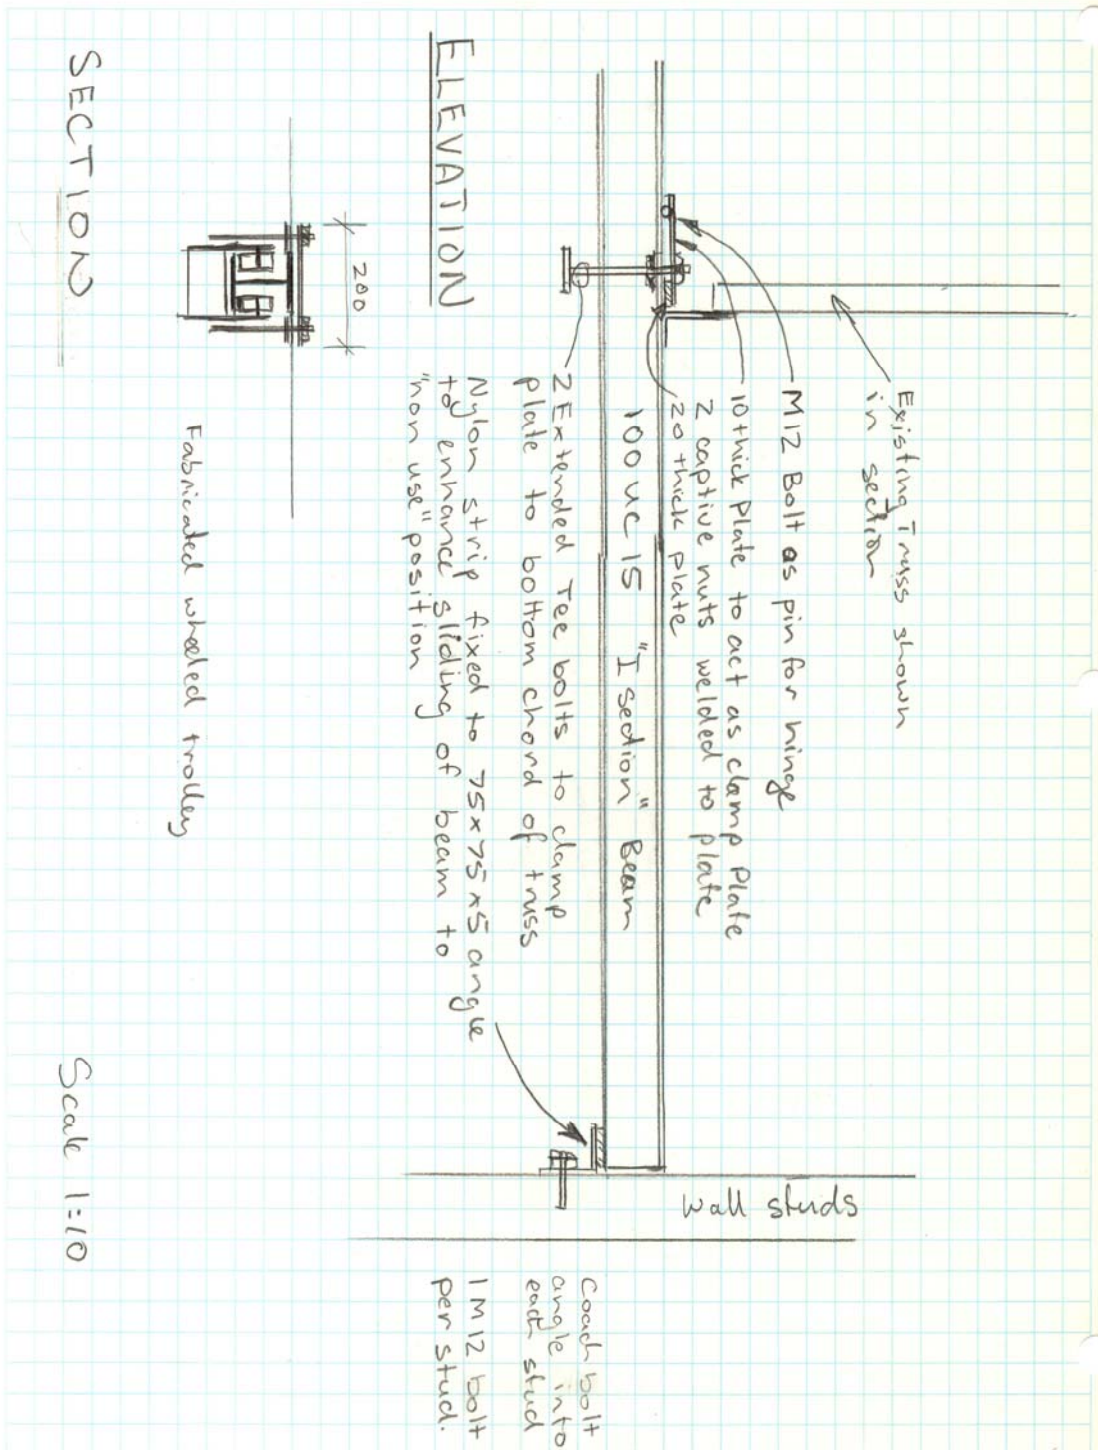 Existing Truss shown
in section
M12 Bolt as pin for hinge
10 thick Plate to act as clamp Plate
2 captive nuts welded to plate
20 thick plate
100 UC 15 "I section" Beam
2 Extended Tee bolts to clamp
plate to bottom chord of truss
Nylon strip fixed to 75x75x5 angle
to enhance sliding of beam to
"non use" position
Wall studs
Coach bolt
angle into
each stud
1 M12 bolt
per stud.
ELEVATION
200
Fabricated wheeled trolley
SECTION
Scale 1:10